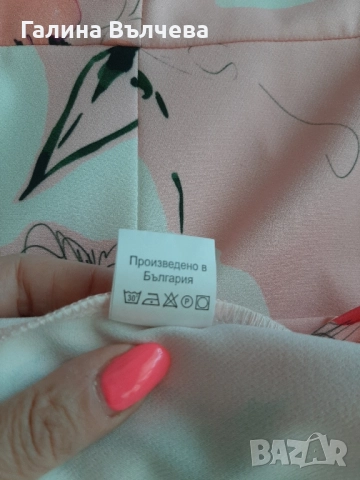 Галина Вълчева
Произведено в
България
30 P
BAZAR